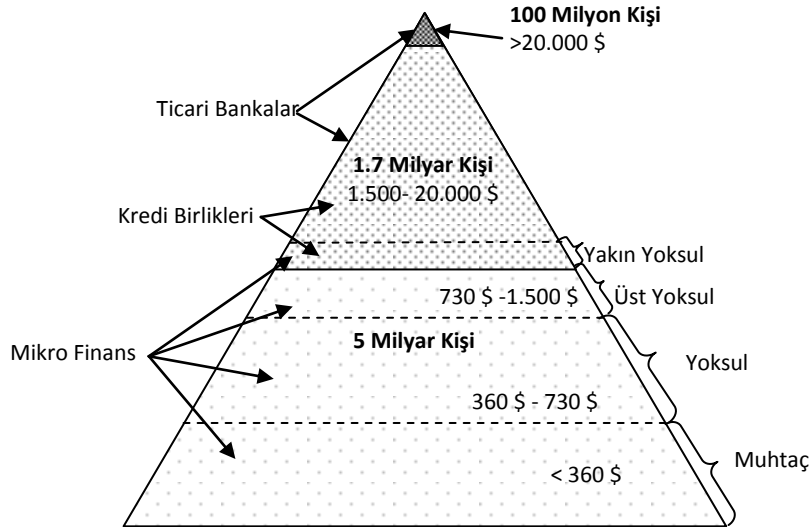 100 Milyon Kişi
>20.000 $
Ticari Bankalar
1.7 Milyar Kişi
1.500- 20.000 $
Kredi Birlikleri
Yakın Yoksul
730 $ -1.500 $
Üst Yoksul
Mikro Finans
5 Milyar Kişi
Yoksul
360 $ - 730 $
Muhtaç
< 360 $